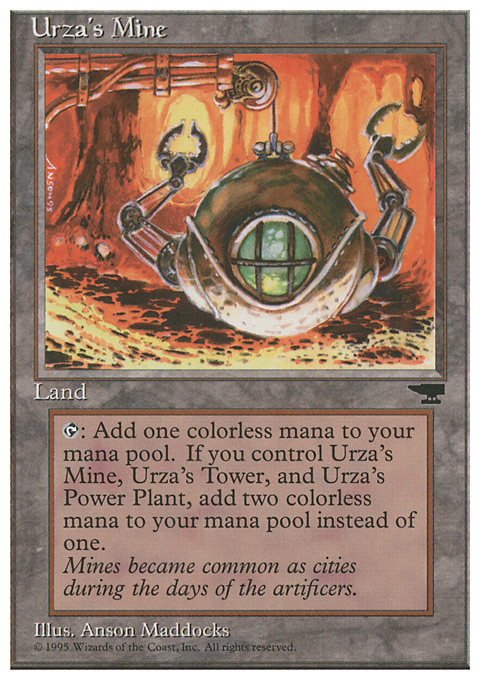 Urza's Mine
ANSON93
Land
: Add one colorless mana to your
mana pool. If you control Urza's
Mine, Urza's Tower, and Urza's
Power Plant, add two colorless
mana to your mana pool instead of
one.
Mines became common as cities
during the days of the artificers.
Illus. Anson Maddocks
© 1995 Wizards of the Coast, Inc. All rights reserved.